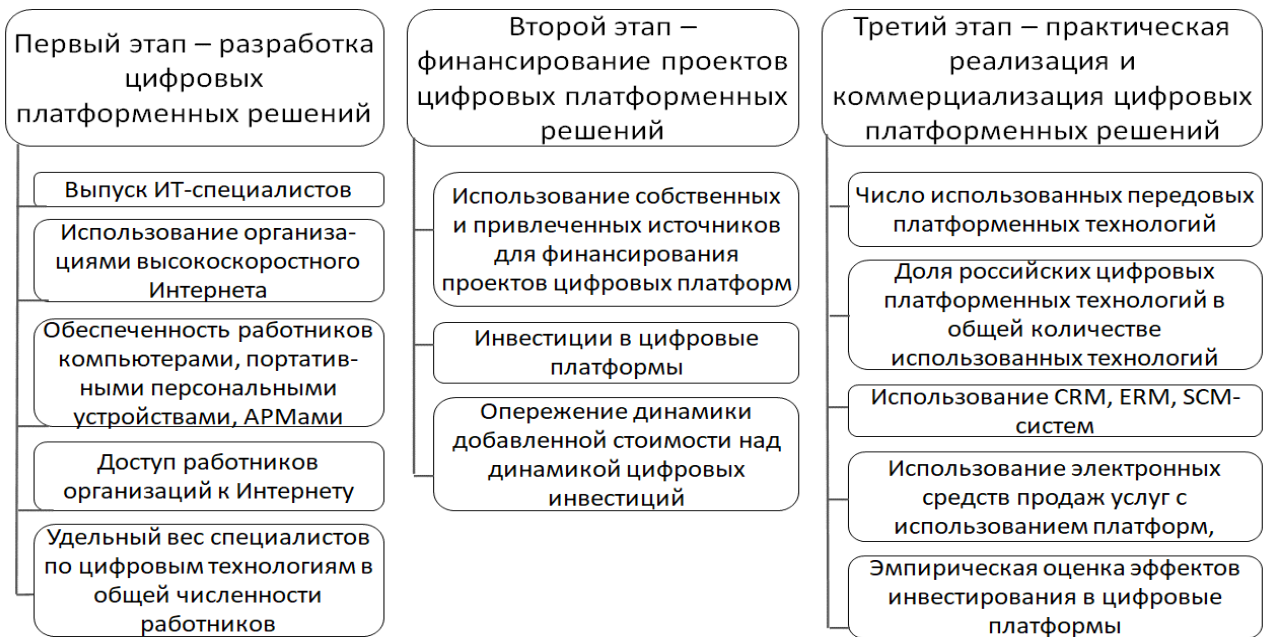 Первый этап – разработка
цифровых
платформенных решений
Выпуск ИТ-специалистов
Использование организа-
циями высокоскоростного
Интернета
Обеспеченность работников
компьютерами, портатив-
ными персональными
устройствами, АРМами
Доступ работников
организаций к Интернету
Удельный вес специалистов
по цифровым технологиям в
общей численности
работников
Второй этап –
финансирование проектов
цифровых платформенных
решений
Использование собственных
и привлеченных источников
для финансирования
проектов цифровых платформ
Инвестиции в цифровые
платформы
Опережение динамики
добавленной стоимости над
динамикой цифровых
инвестиций
Третий этап – практическая
реализация и
коммерциализация цифровых
платформенных решений
Число использованных передовых
платформенных технологий
Доля российских цифровых
платформенных технологий в
общей количестве
использованных технологий
Использование CRM, ERM, SCM-
систем
Использование электронных
средств продаж услуг с
использованием платформ,
Эмпирическая оценка эффектов
инвестирования в цифровые
платформы